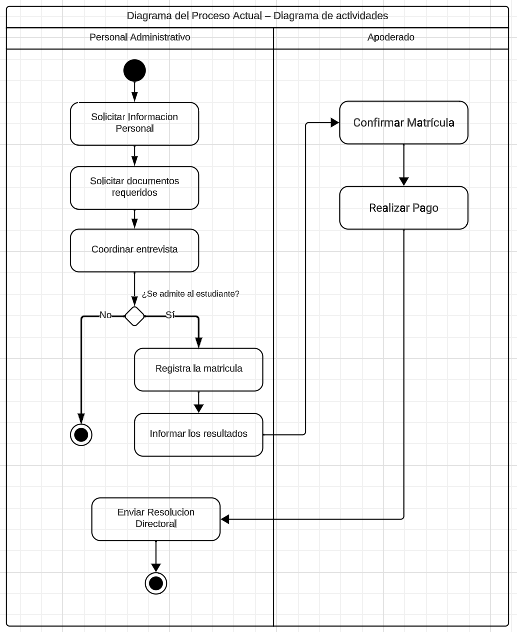 Diagrama del Proceso Actual – Diagrama de actividades
Personal Administrativo
Apoderado
Solicitar Informacion
Personal
Confirmar Matrícula
Solicitar documentos
requeridos
Realizar Pago
Coordinar entrevista
¿Se admite al estudiante?
No
Sí
Registra la matricula
Informar los resultados
Enviar Resolucion
Directoral